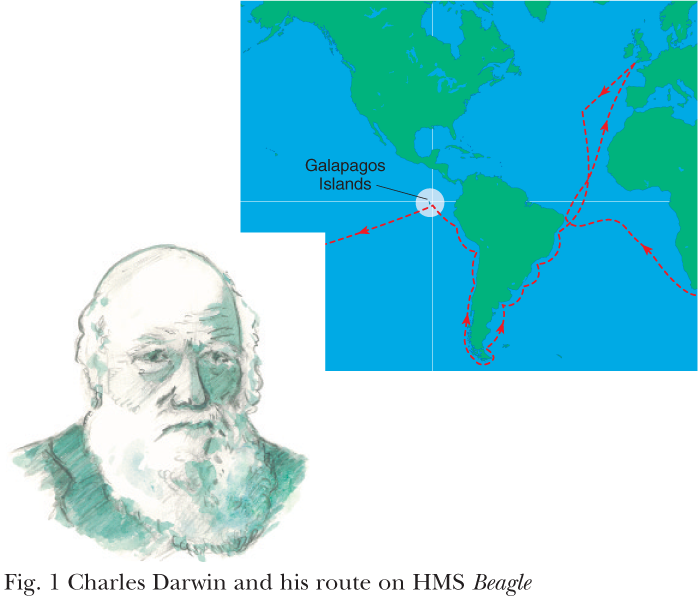 Galapagos
Islands
Fig. 1 Charles Darwin and his route on HMS Beagle